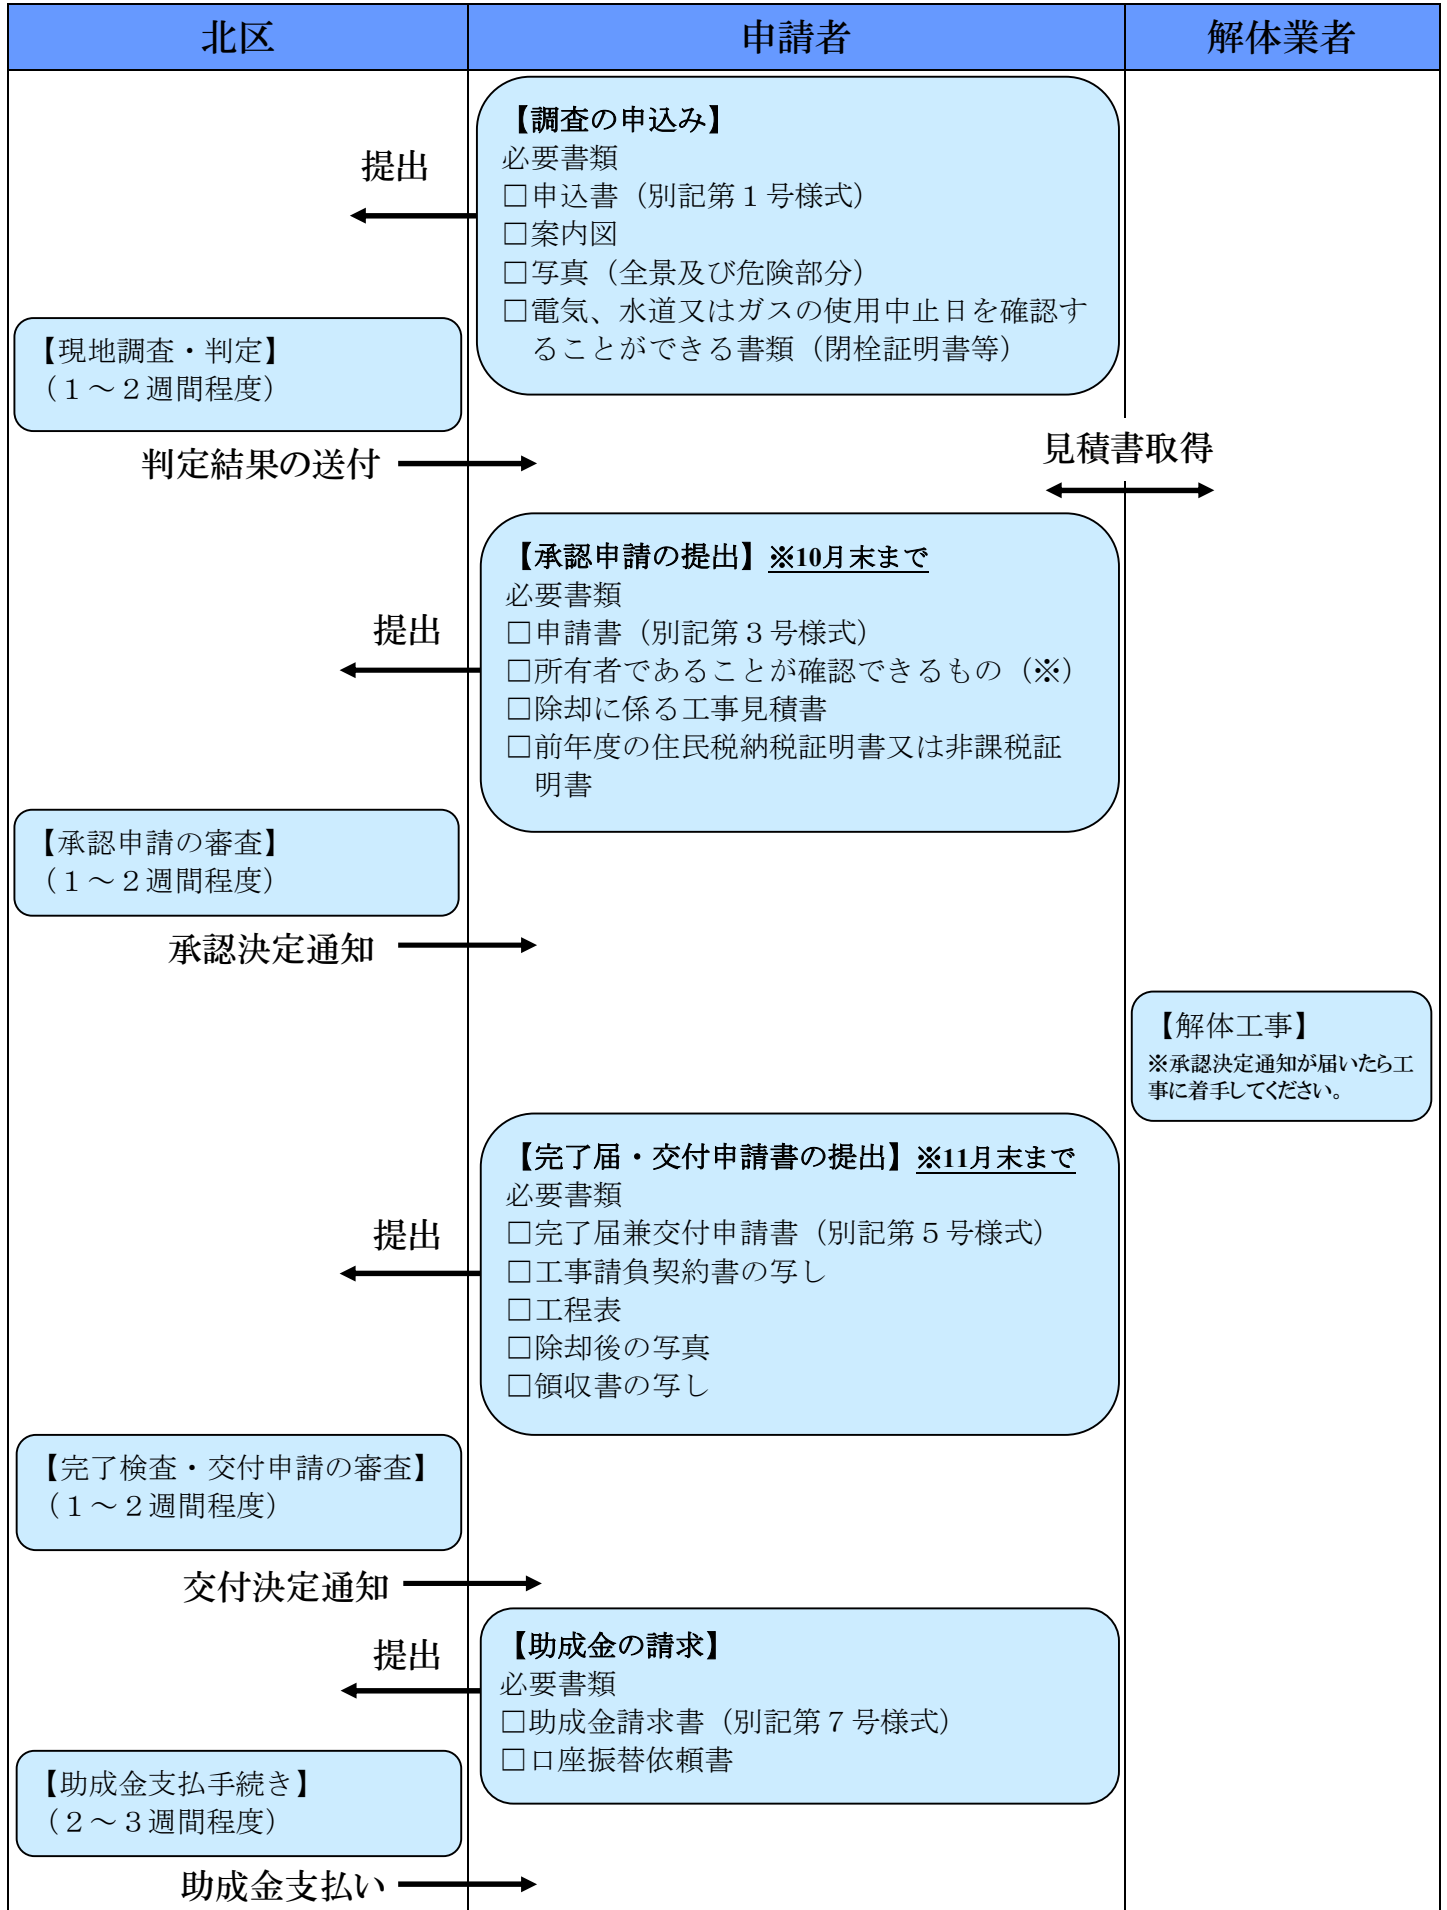 北区
申請者
解体業者
【調査の申込み】
必要書類
□申込書（別記第１号様式）
□案内図
□写真（全景及び危険部分）
□電気、水道又はガスの使用中止日を確認す
ることができる書類（閉栓証明書等）
提出
【現地調査・判定】
（１～２週間程度）
判定結果の送付
見積書取得
【承認申請の提出】※10月末まで
必要書類
□申請書（別記第３号様式）
□所有者であることが確認できるもの（※）
□除却に係る工事見積書
□前年度の住民税納税証明書又は非課税証
明書
提出
【承認申請の審査】
（１～２週間程度）
承認決定通知
【解体工事】
※承認決定通知が届いたら工
事に着手してください。
【完了届・交付申請書の提出】※11月末まで
必要書類
□完了届兼交付申請書（別記第５号様式）
□工事請負契約書の写し
□工程表
□除却後の写真
□領収書の写し
提出
【完了検査・交付申請の審査】
（１～２週間程度）
交付決定通知
【助成金の請求】
必要書類
□助成金請求書（別記第７号様式）
□口座振替依頼書
提出
【助成金支払手続き】
（２～３週間程度）
助成金支払い